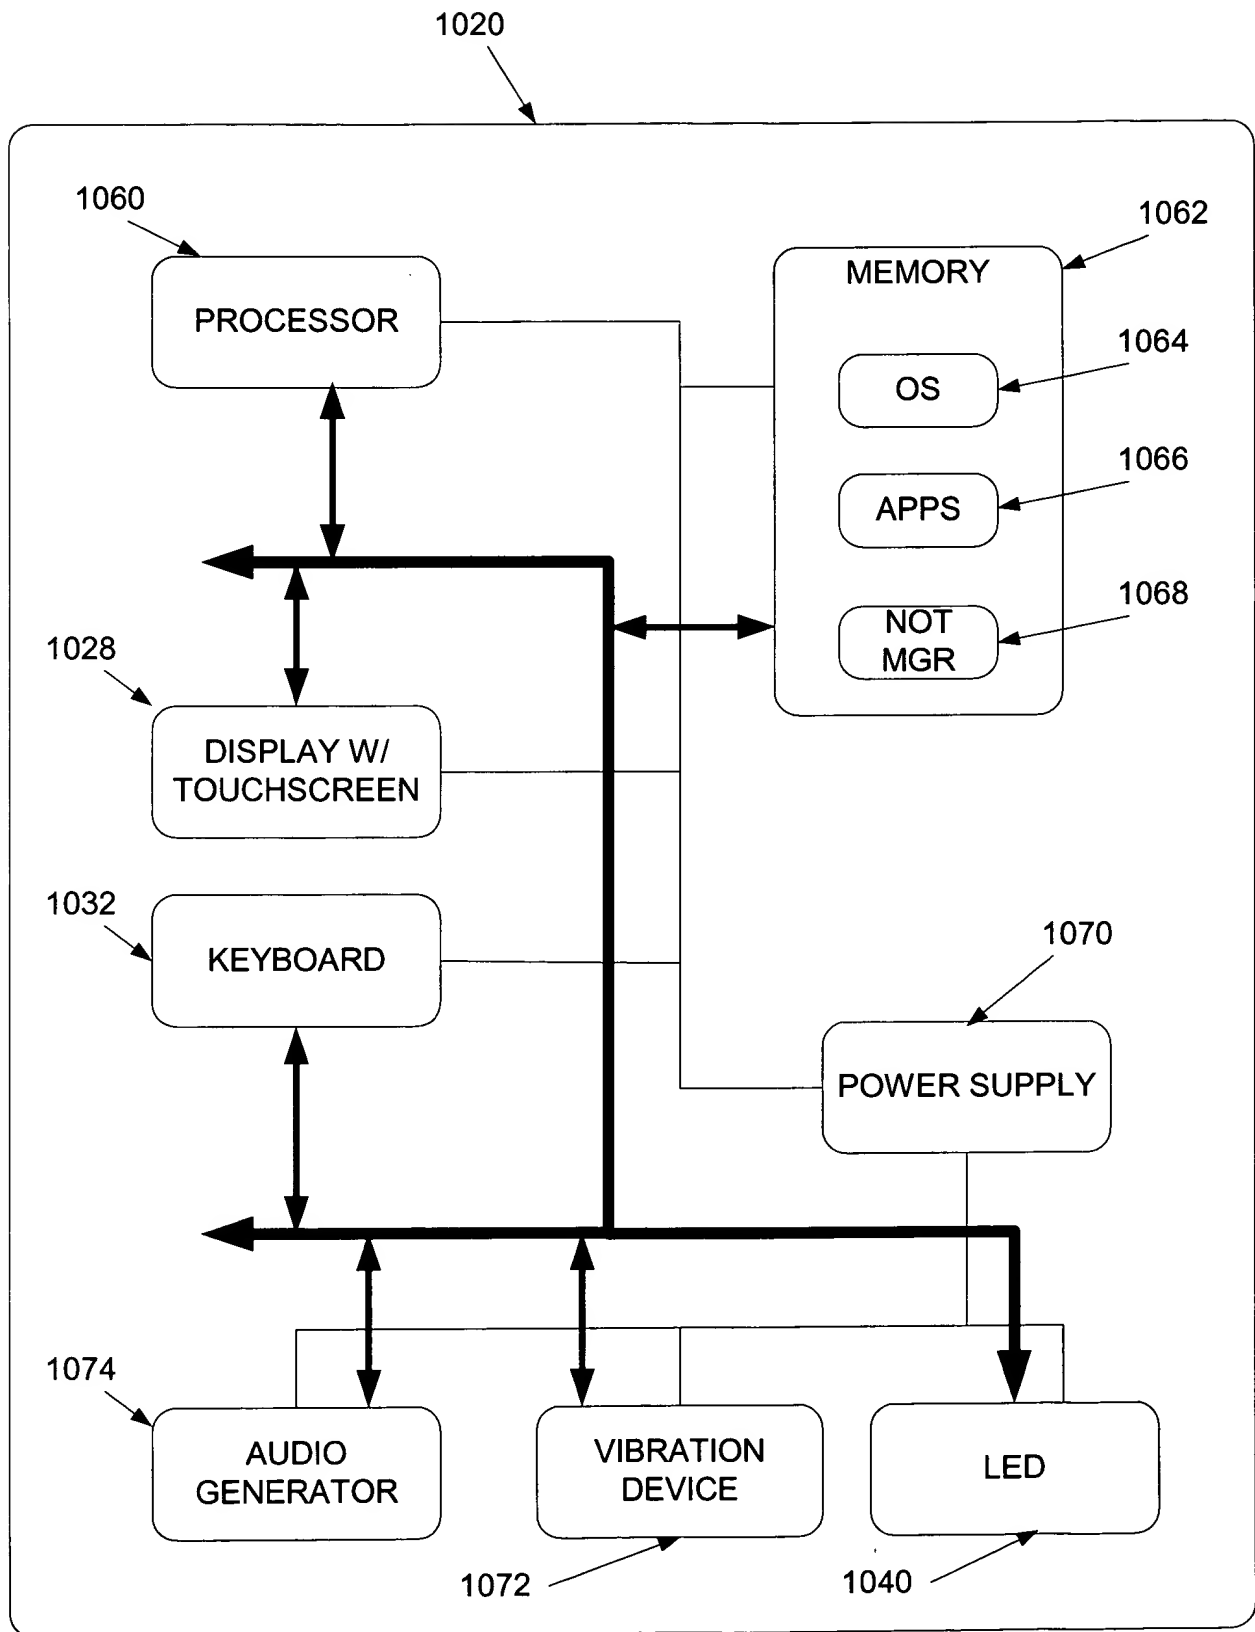 1020
1060
PROCESSOR
1062
MEMORY
1064
OS
1066
APPS
1068
NOT
MGR
1028
DISPLAY W/
TOUCHSCREEN
1032
KEYBOARD
1070
POWER SUPPLY
1074
AUDIO
GENERATOR
VIBRATION
DEVICE
LED
1072
1040